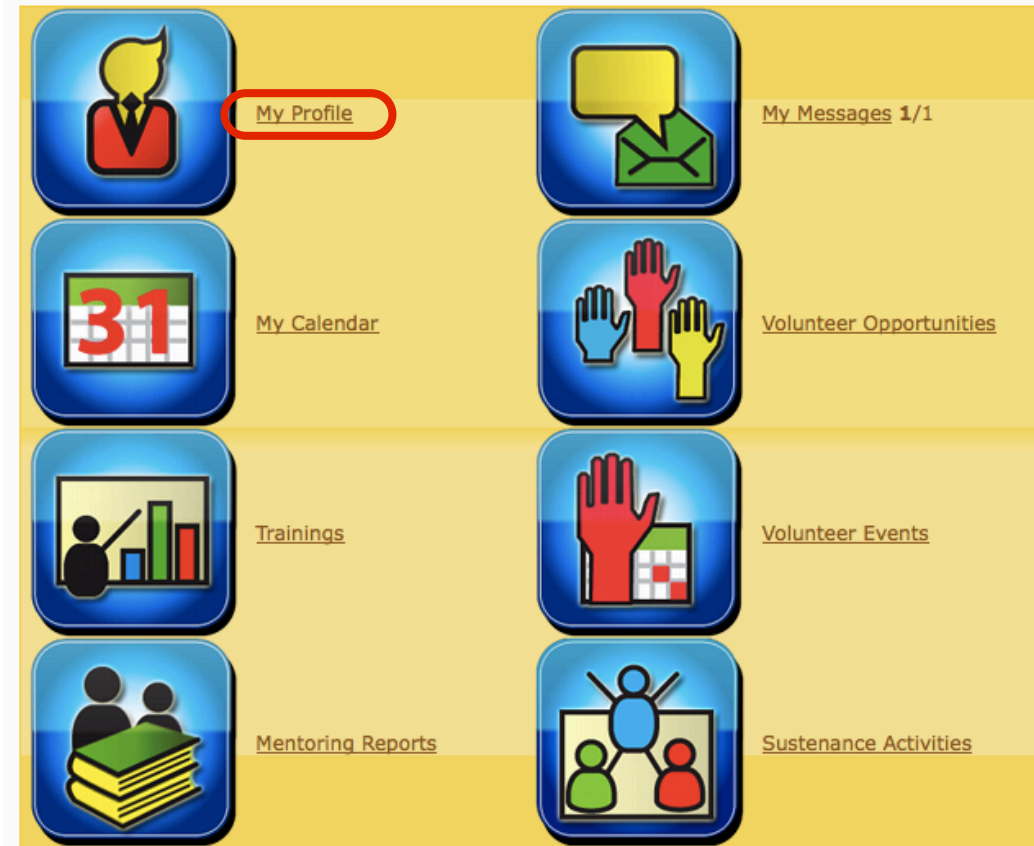 My Profile
My Messages 1/1
31
My Calendar
Volunteer Opportunities
Trainings
Volunteer Events
Mentoring Reports
Sustenance Activities